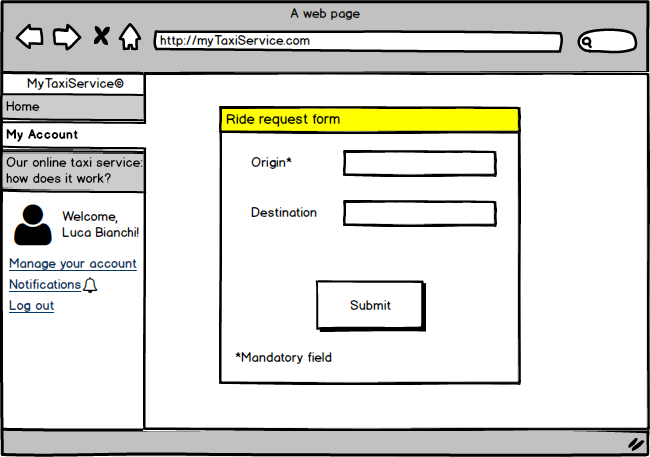 A web page
http://myTaxiService.com
MyTaxiService©
Home
My Account
Our online taxi service:
how does it work?
Welcome,
Luca Bianchi!
Manage your account
Notifications
Log out
Ride request form
Origin*
Destination
Submit
*Mandatory field